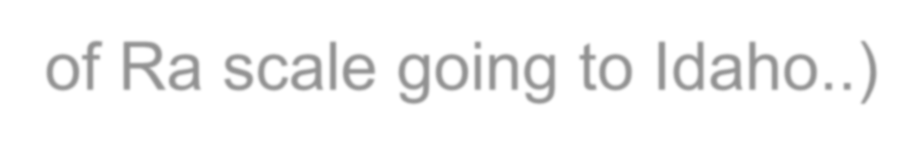 of Ra scale going to Idaho..)